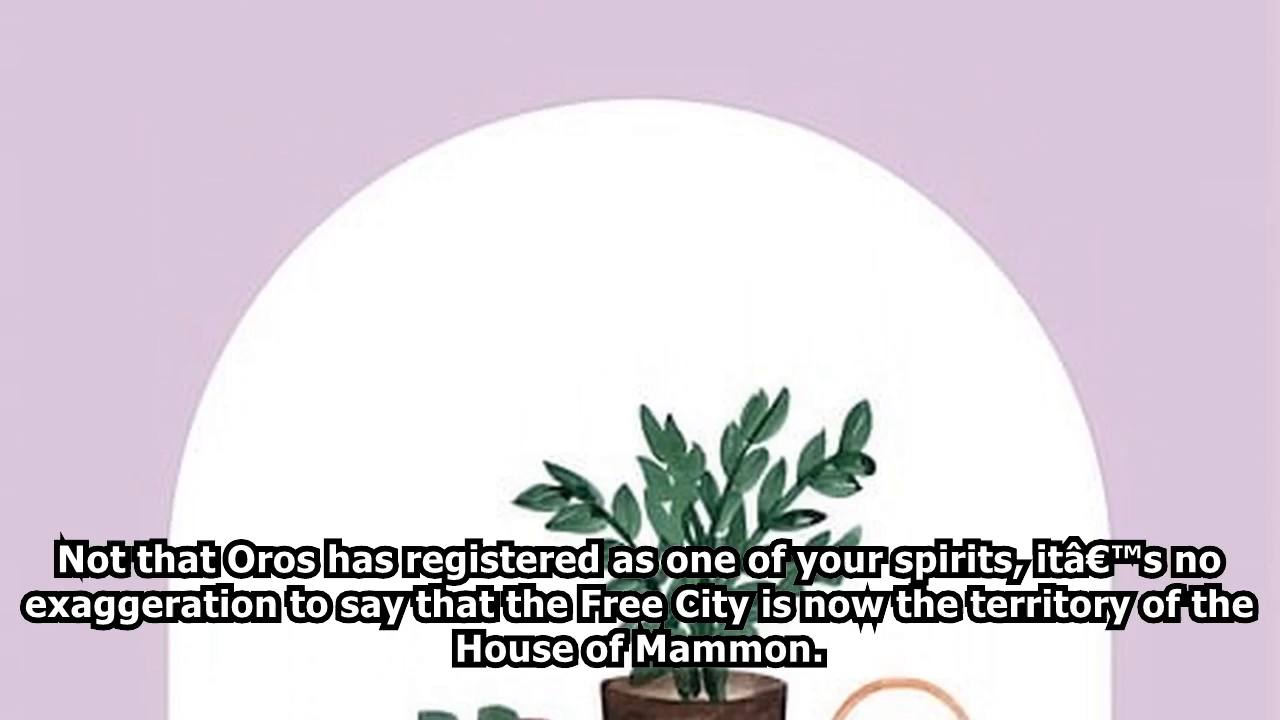 Not that Oros has registered as one of your spirits, itâ€™s no
exaggeration to say that the Free City is now the territory of the
House of Mammon.